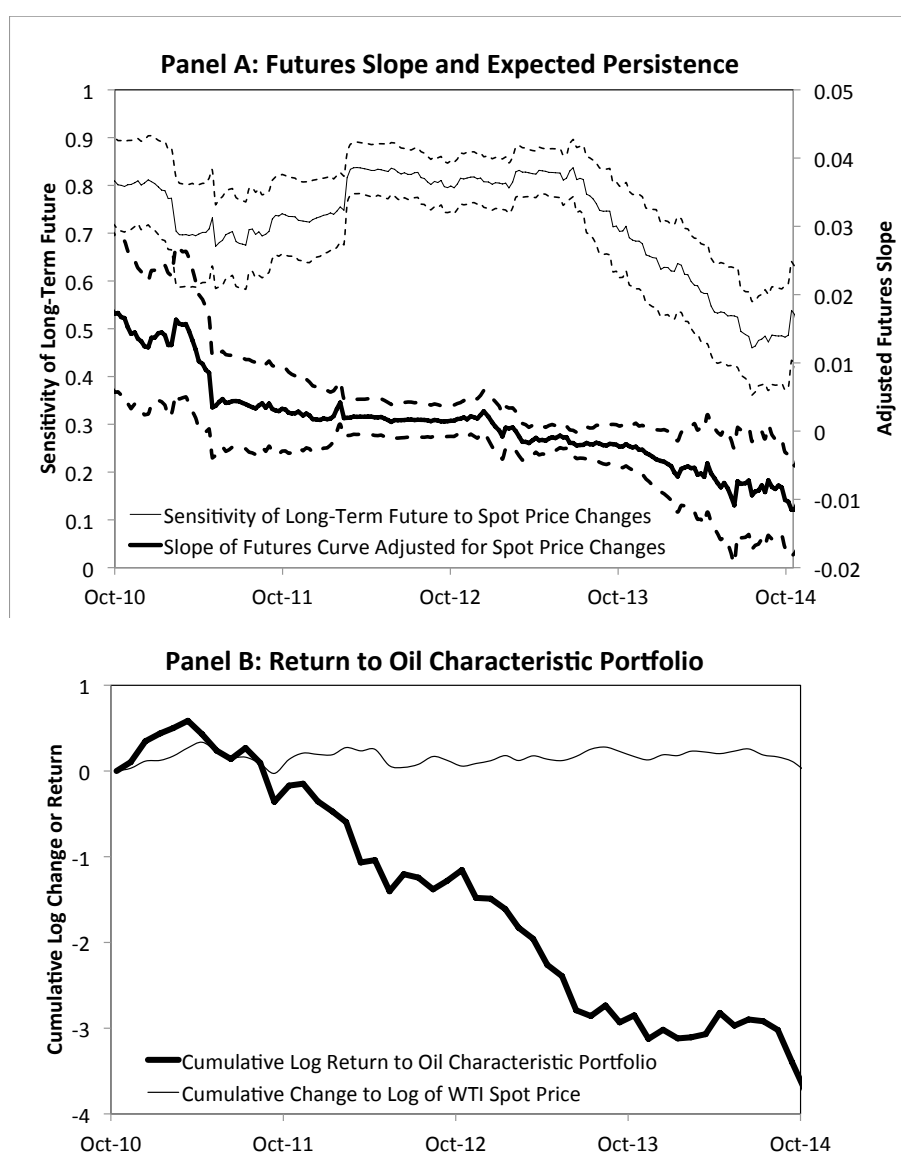 Panel A: Futures Slope and Expected Persistence
Sensitivity of Long-Term Future
1
0.9
0.8
0.7
0.6
0.5
0.4
0.3
0.2
0.1
0
0.05
0.04
0.03
0.02
0.01
0
-0.01
-0.02
Adjusted Futures Slope
Sensitivity of Long-Term Future to Spot Price Changes
Slope of Futures Curve Adjusted for Spot Price Changes
Oct-10 Oct-11 Oct-12 Oct-13 Oct-14
Panel B: Return to Oil Characteristic Portfolio
Cumulative Log Change or Return
1
0
-1
-2
-3
-4
Cumulative Log Return to Oil Characteristic Portfolio
Cumulative Change to Log of WTI Spot Price
Oct-10 Oct-11 Oct-12 Oct-13 Oct-14